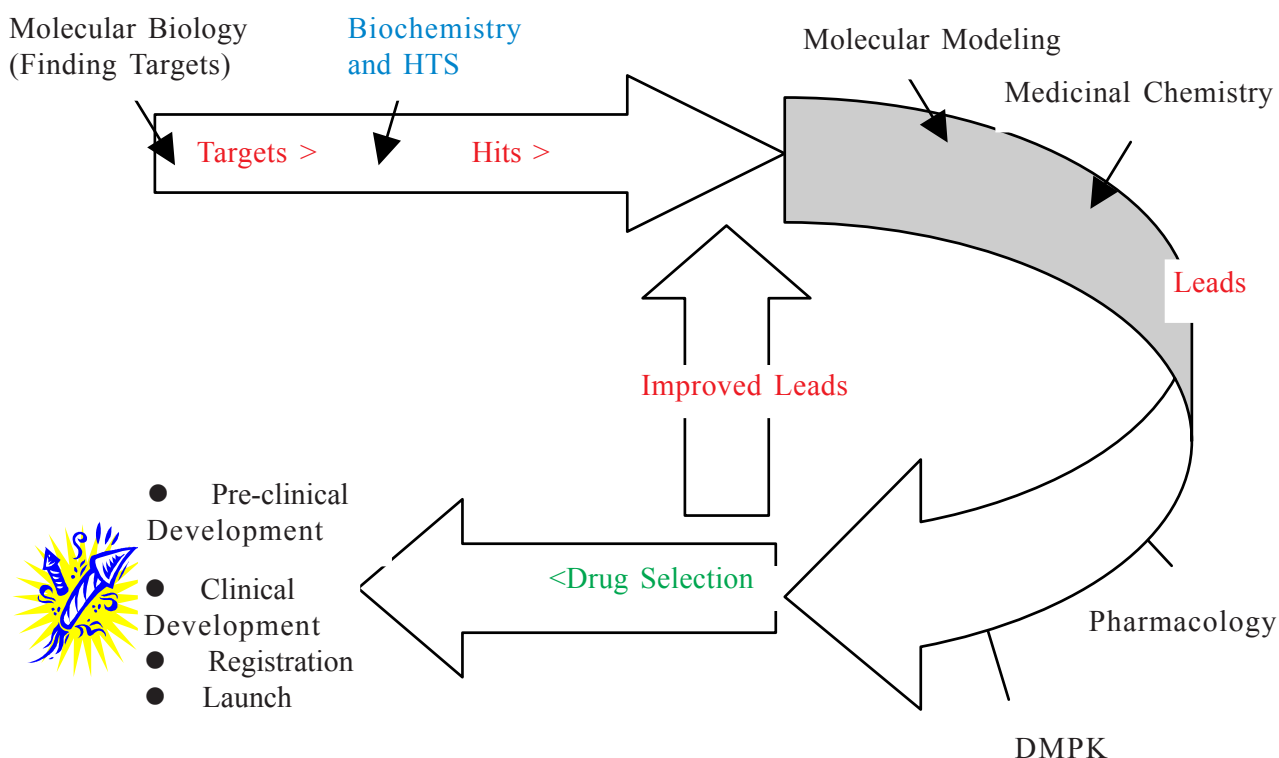 Molecular Biology
(Finding Targets)
Biochemistry
and HTS
Molecular Modeling
Medicinal Chemistry
Targets >
Hits >
Leads
Improved Leads
● Pre-clinical
Development
● Clinical
Development
● Registration
● Launch
<Drug Selection
Pharmacology
DMPK